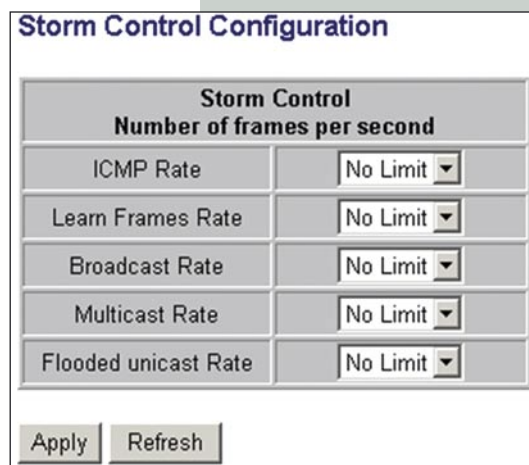 Storm Control Configuration
Storm Control
Number of frames per second
ICMP Rate No Limit
Learn Frames Rate No Limit
Broadcast Rate No Limit
Multicast Rate No Limit
Flooded unicast Rate No Limit
Apply Refresh